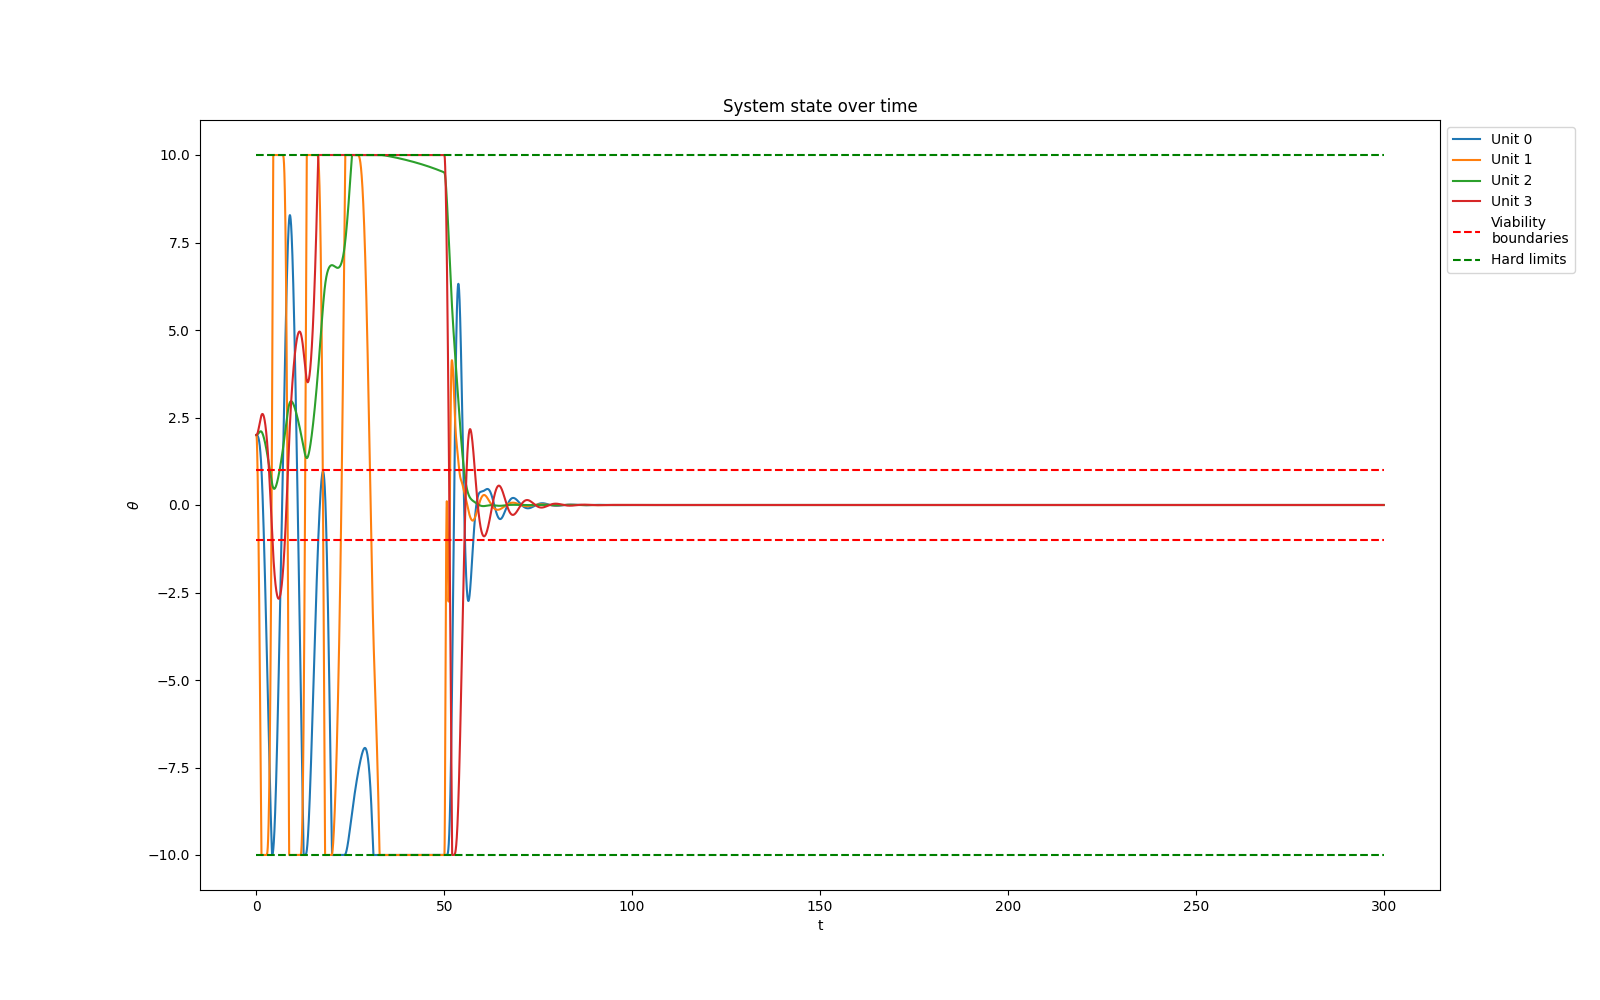 System state over time
10.0
7.5
5.0
2.5
0.0
−2.5
−5.0
−7.5
−10.0
θ
0
50
100
150
200
250
300
t
Unit 0
Unit 1
Unit 2
Unit 3
Viability
boundaries
Hard limits